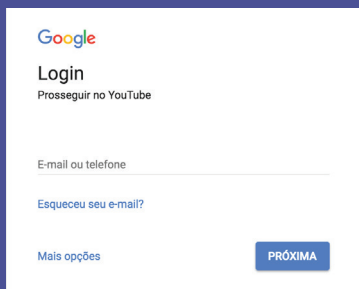 Google
Login
Prosseguir no YouTube
E-mail ou telefone
Esqueceu seu e-mail?
Mais opções
PRÓXIMA